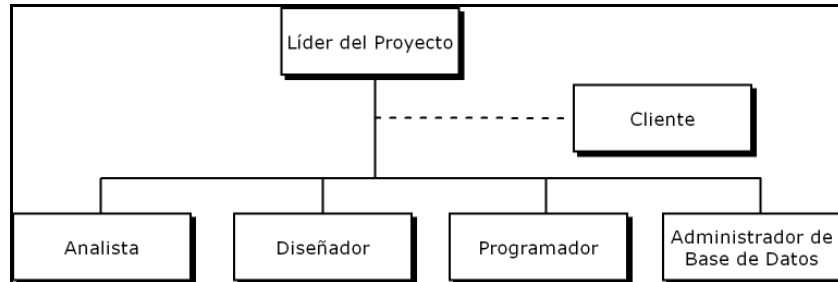 Líder del Proyecto
Cliente
Analista
Diseñador
Programador
Administrador de
Base de Datos